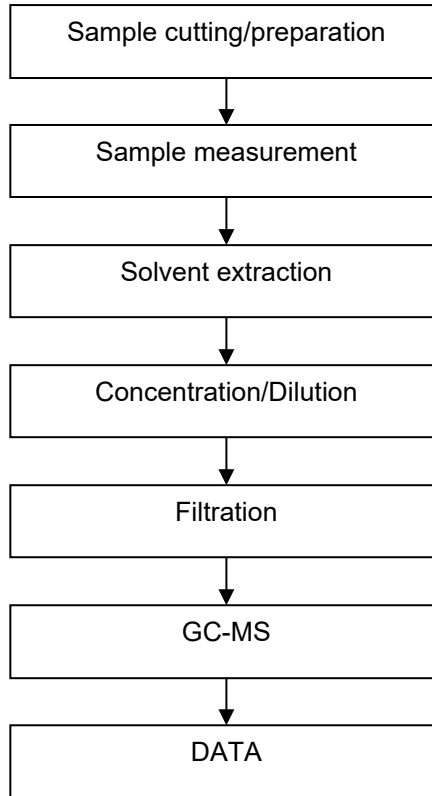 Sample cutting/preparation
Sample measurement
Solvent extraction
Concentration/Dilution
Filtration
GC-MS
DATA